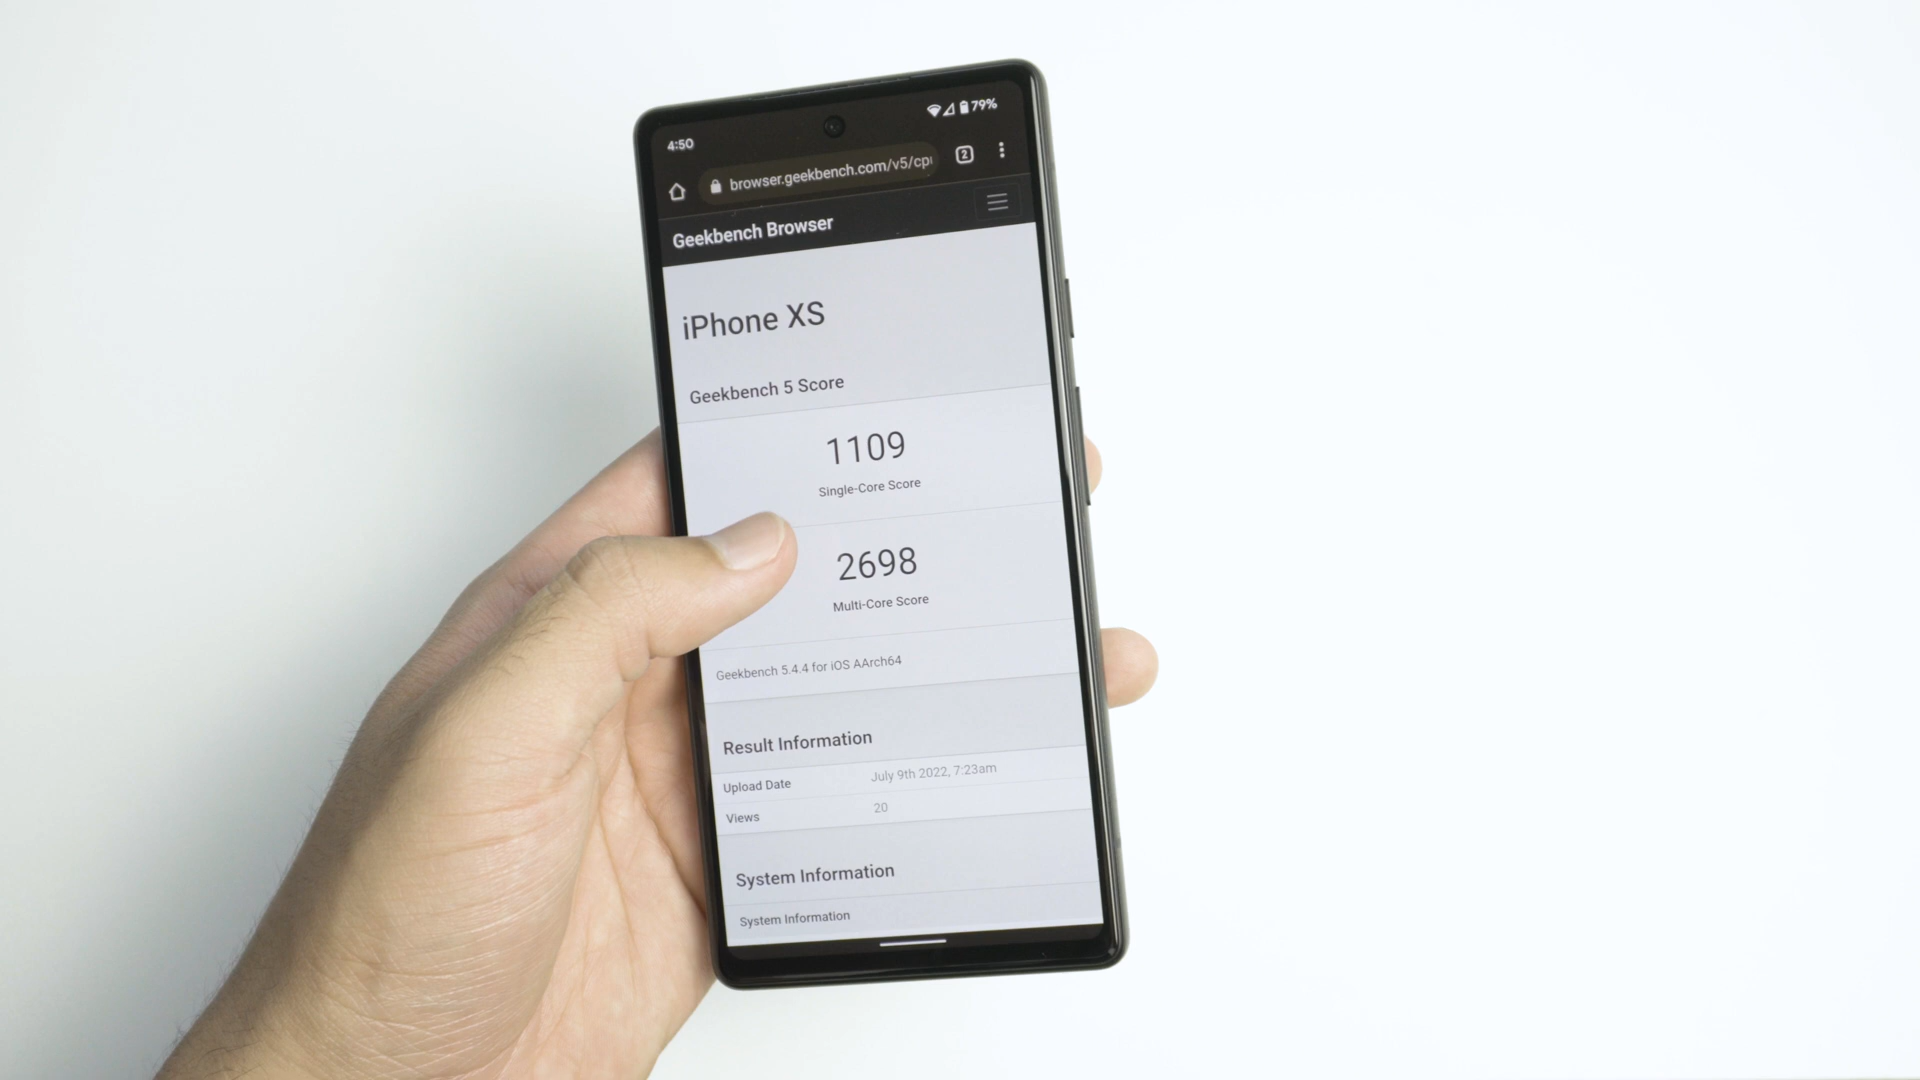 4:50
79%
browser.geekbench.com/v5/cp
2
Geekbench Browser
iPhone XS
Geekbench 5 Score
1109
Single-Core Score
2698
Multi-Core Score
Geekbench 5.4.4 for iOS AArch64
Result Information
Upload Date July 9th 2022, 7:23am
Views 20
System Information
System Information